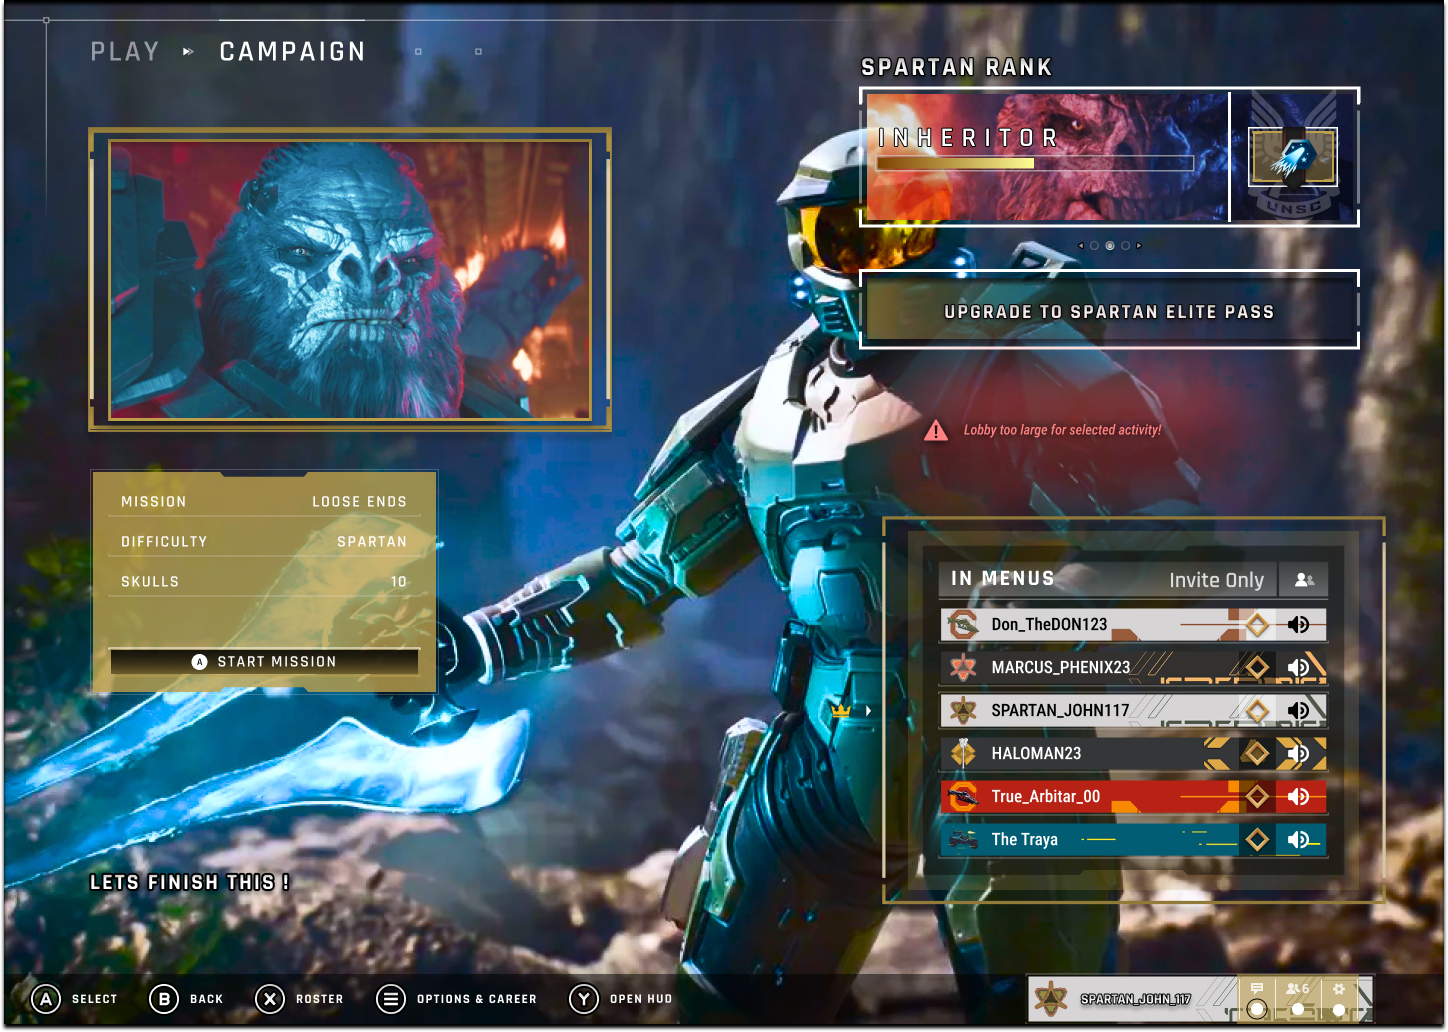 PLAY CAMPAIGN
SPARTAN RANK
INHERITOR
UNSC
UPGRADE TO SPARTAN ELITE PASS
Lobby too large for selected activity!
MISSION LOOSE ENDS
DIFFICULTY SPARTAN
SKULLS 10
A START MISSION
IN MENUS Invite Only
Don_TheDON123
MARCUS_PHENIX23
SPARTAN_JOHN117
HALOMAN23
True_Arbitar_00
The Traya
LETS FINISH THIS !
A SELECT B BACK X ROSTER OPTIONS & CAREER Y OPEN HUD
SPARTAN_JOHN_117 6